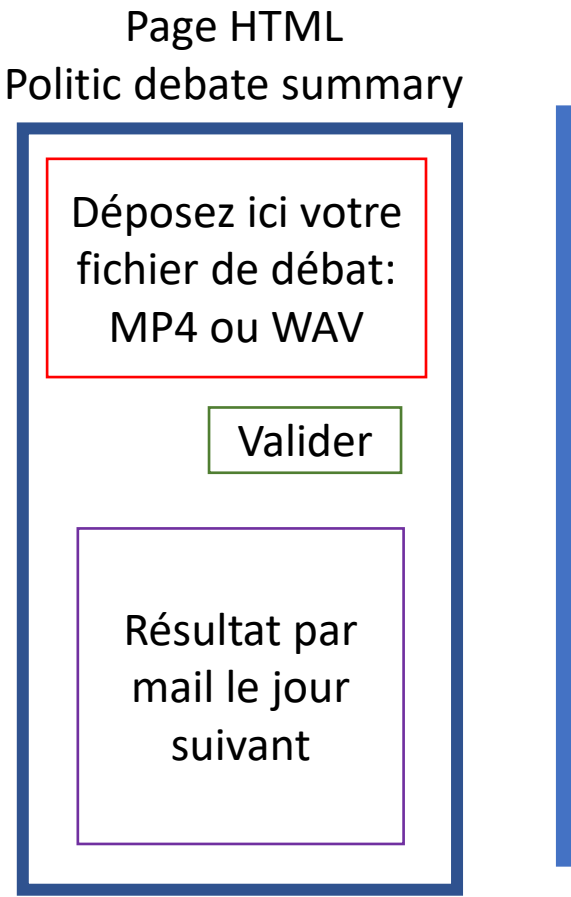 Page HTML
Politic debate summary
Déposez ici votre
fichier de débat:
MP4 ou WAV
Valider
Résultat par
mail le jour
suivant